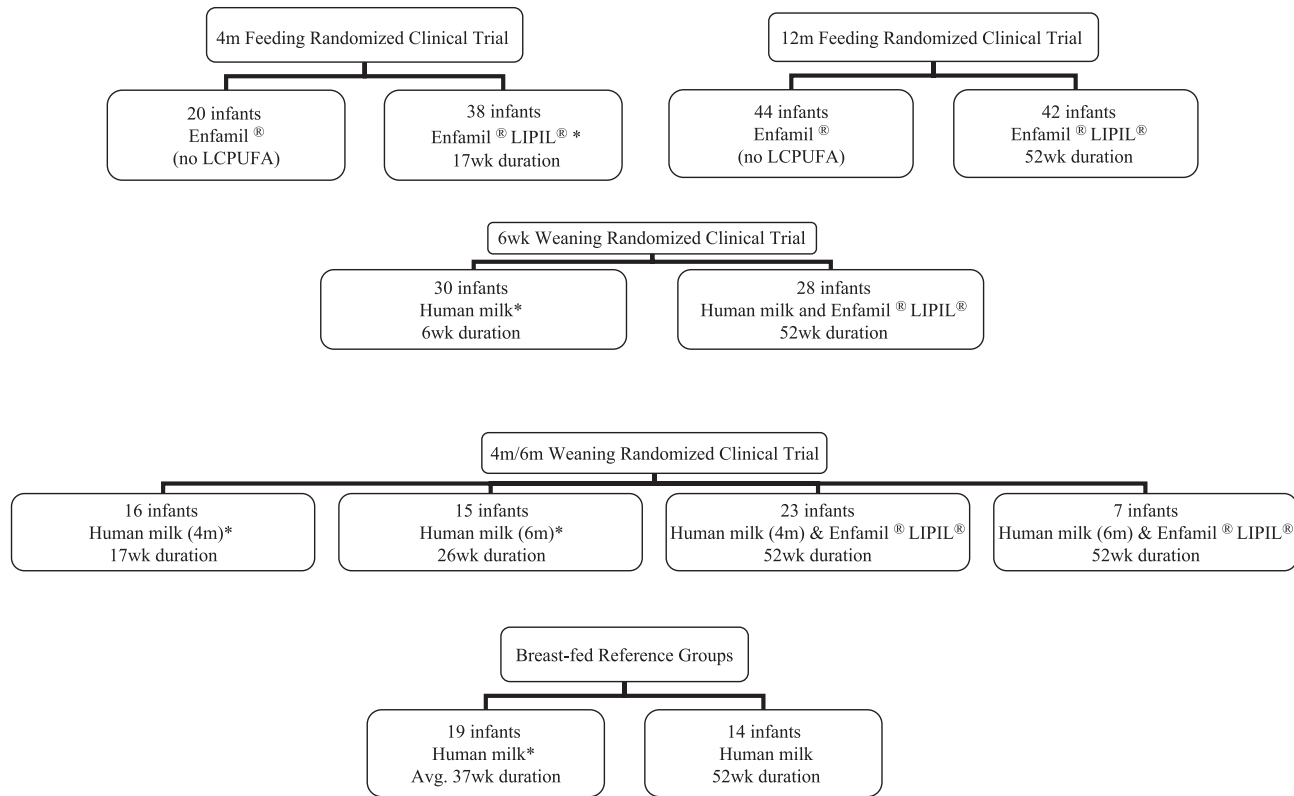 4m Feeding Randomized Clinical Trial
20 infants
Enfamil ®
(no LCPUFA)
38 infants
Enfamil ® LIPIL® *
17wk duration
12m Feeding Randomized Clinical Trial
44 infants
Enfamil ®
(no LCPUFA)
42 infants
Enfamil ® LIPIL®
52wk duration
6wk Weaning Randomized Clinical Trial
30 infants
Human milk*
6wk duration
28 infants
Human milk and Enfamil ® LIPIL®
52wk duration
4m/6m Weaning Randomized Clinical Trial
16 infants
Human milk (4m)*
17wk duration
15 infants
Human milk (6m)*
26wk duration
23 infants
Human milk (4m) & Enfamil ® LIPIL®
52wk duration
7 infants
Human milk (6m) & Enfamil ® LIPIL®
52wk duration
Breast-fed Reference Groups
19 infants
Human milk*
Avg. 37wk duration
14 infants
Human milk
52wk duration